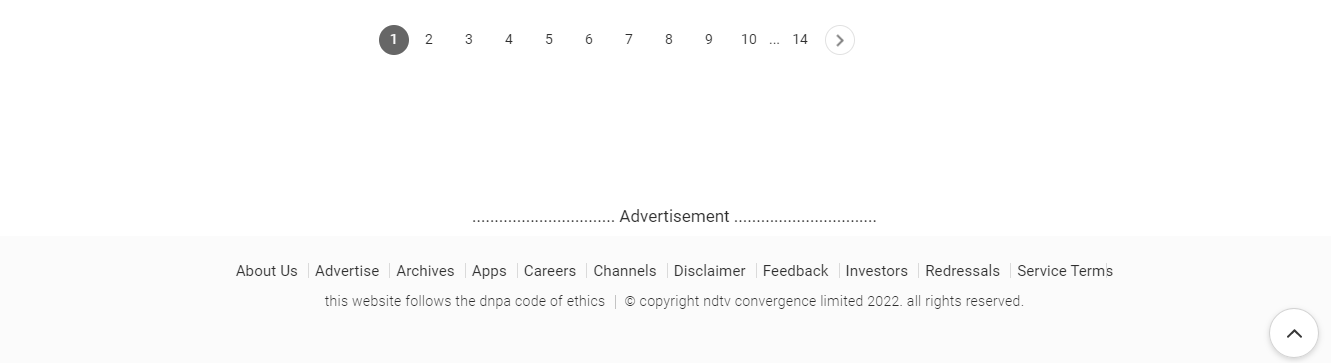 1 2 3 4 5 6 7 8 9 10 ... 14
................................ Advertisement ................................
About Us Advertise Archives Apps Careers Channels Disclaimer Feedback Investors Redressals Service Terms
this website follows the dnpa code of ethics | © copyright ndtv convergence limited 2022. all rights reserved.